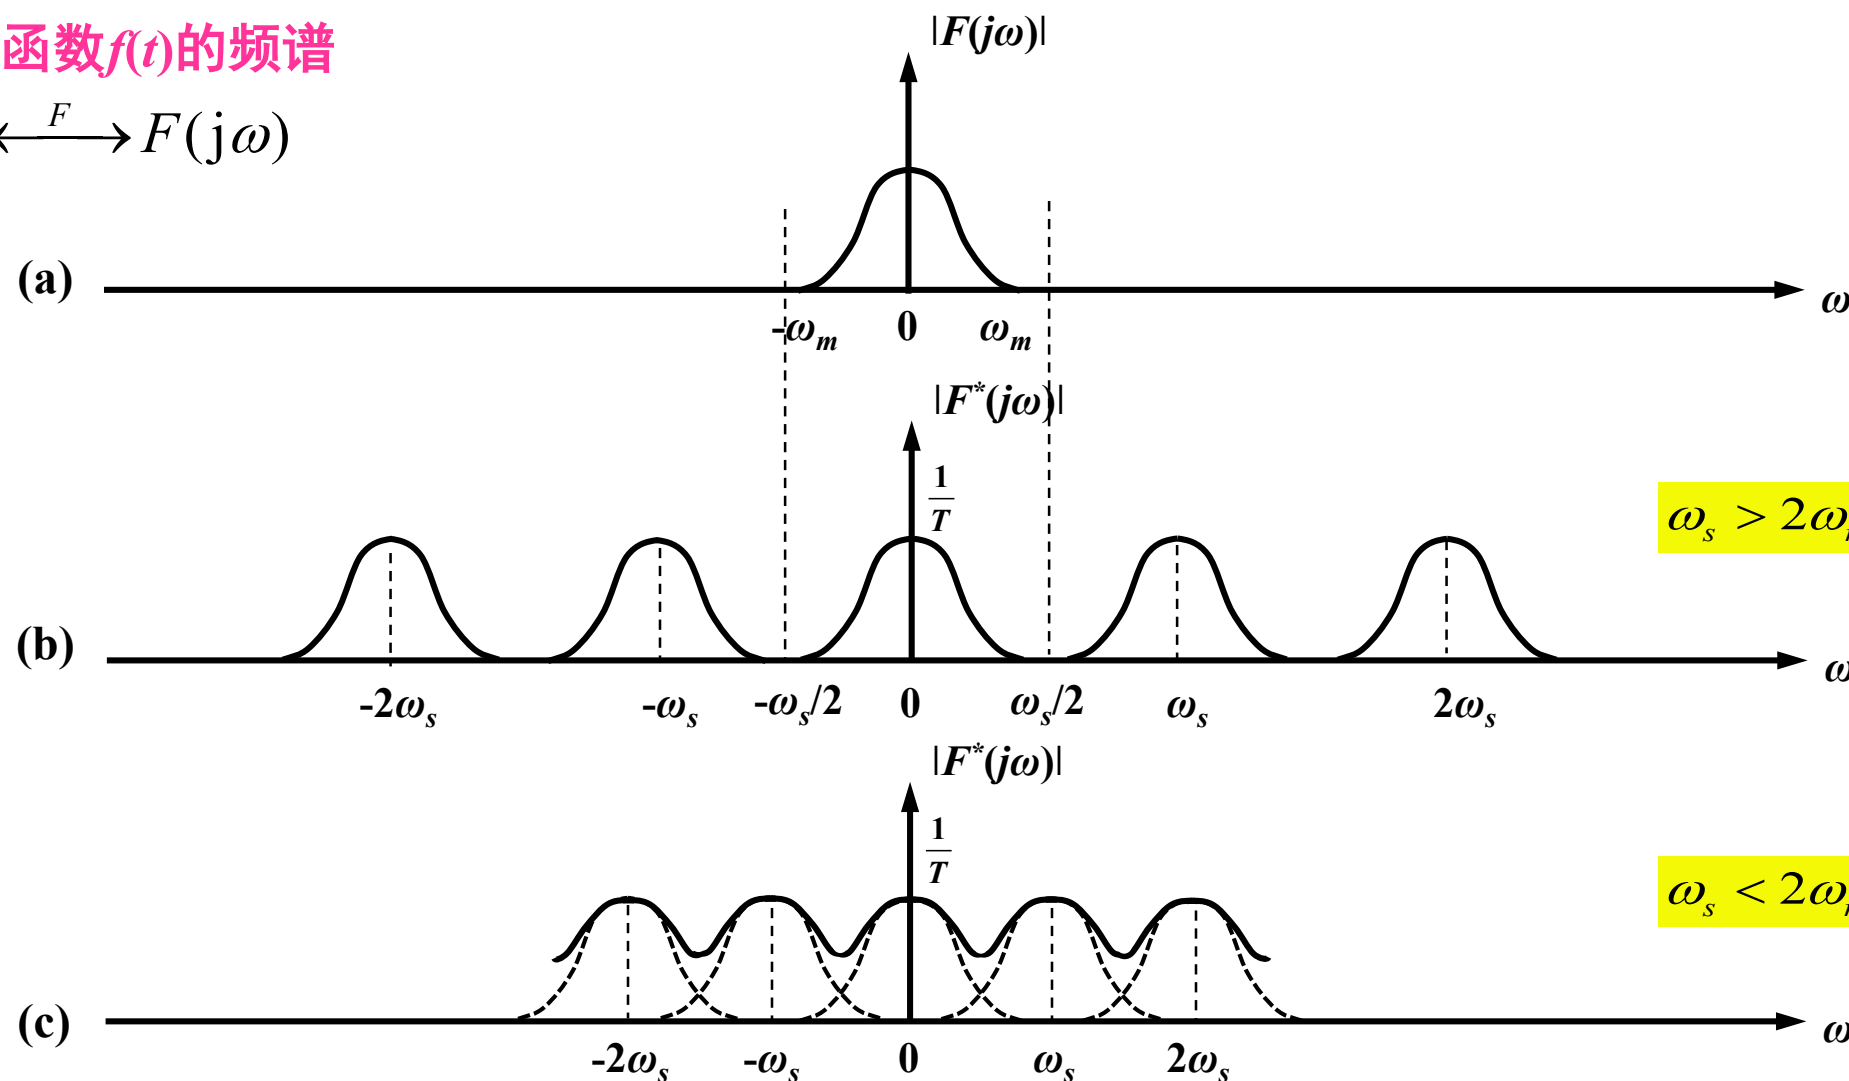 函数f(t)的频谱
F
F(jω)
|F(jω)|
(a)
ω
-ωm 0 ωm
|F*(jω)|
1
T
ωs > 2ω
(b)
ω
-2ωs -ωs -ωs/2 0 ωs/2 ωs 2ωs
|F*(jω)|
1
T
ωs < 2ω
(c)
ω
-2ωs -ωs 0 ωs 2ωs